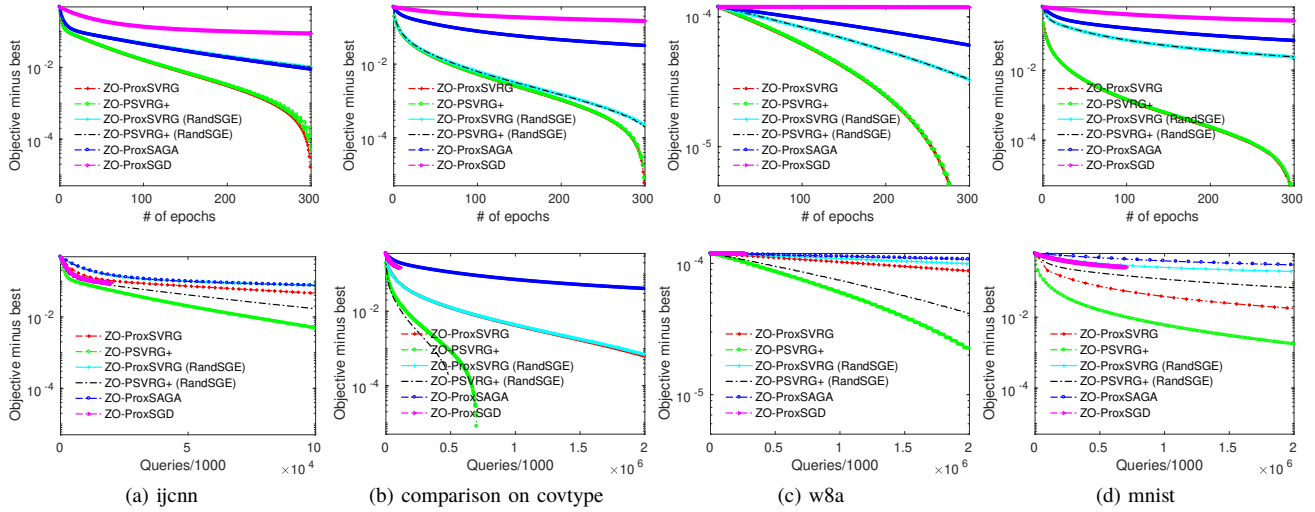 Objective minus best
10^-2
10^-4
ZO-ProxSVRG
ZO-PSVRG+
ZO-ProxSVRG (RandSGE)
ZO-PSVRG+ (RandSGE)
ZO-ProxSAGA
ZO-ProxSGD
0 100 200 300
# of epochs
Objective minus best
10^-2
10^-4
ZO-ProxSVRG
ZO-PSVRG+
ZO-ProxSVRG (RandSGE)
ZO-PSVRG+ (RandSGE)
ZO-ProxSAGA
ZO-ProxSGD
0 100 200 300
# of epochs
Objective minus best
10^-4
10^-5
ZO-ProxSVRG
ZO-PSVRG+
ZO-ProxSVRG (RandSGE)
ZO-PSVRG+ (RandSGE)
ZO-ProxSAGA
ZO-ProxSGD
0 100 200 300
# of epochs
Objective minus best
10^-2
10^-4
ZO-ProxSVRG
ZO-PSVRG+
ZO-ProxSVRG (RandSGE)
ZO-PSVRG+ (RandSGE)
ZO-ProxSAGA
ZO-ProxSGD
0 100 200 300
# of epochs
Objective minus best
10^-2
10^-4
ZO-ProxSVRG
ZO-PSVRG+
ZO-ProxSVRG (RandSGE)
ZO-PSVRG+ (RandSGE)
ZO-ProxSAGA
ZO-ProxSGD
0 5 10
Queries/1000 ×10^4
Objective minus best
10^-2
10^-4
ZO-ProxSVRG
ZO-PSVRG+
ZO-ProxSVRG (RandSGE)
ZO-PSVRG+ (RandSGE)
ZO-ProxSAGA
ZO-ProxSGD
0 0.5 1 1.5 2
Queries/1000 ×10^6
Objective minus best
10^-4
10^-5
ZO-ProxSVRG
ZO-PSVRG+
ZO-ProxSVRG (RandSGE)
ZO-PSVRG+ (RandSGE)
ZO-ProxSAGA
ZO-ProxSGD
0 0.5 1 1.5 2
Queries/1000 ×10^6
Objective minus best
10^-2
10^-4
ZO-ProxSVRG
ZO-PSVRG+
ZO-ProxSVRG (RandSGE)
ZO-PSVRG+ (RandSGE)
ZO-ProxSAGA
ZO-ProxSGD
0 0.5 1 1.5 2
Queries/1000 ×10^6
(a) ijcnn
(b) comparison on covtype
(c) w8a
(d) mnist